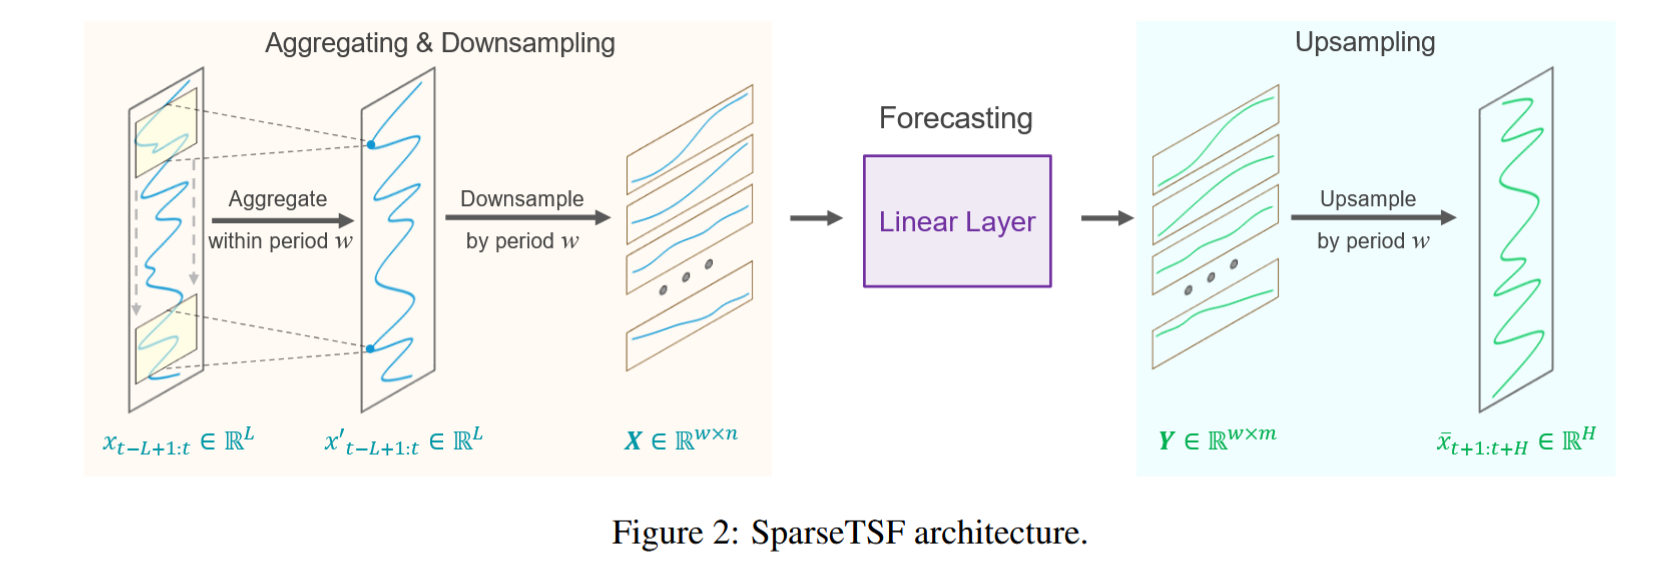 Aggregating & Downsampling
Upsampling
Forecasting
Linear Layer
Aggregate
within period w
Downsample
by period w
Upsample
by period w
x_{t−L+1:t} ∈ ℝ^L
x'_{t−L+1:t} ∈ ℝ^L
X ∈ ℝ^{w×n}
Y ∈ ℝ^{w×m}
x̄_{t+1:t+H} ∈ ℝ^H
Figure 2: SparseTSF architecture.